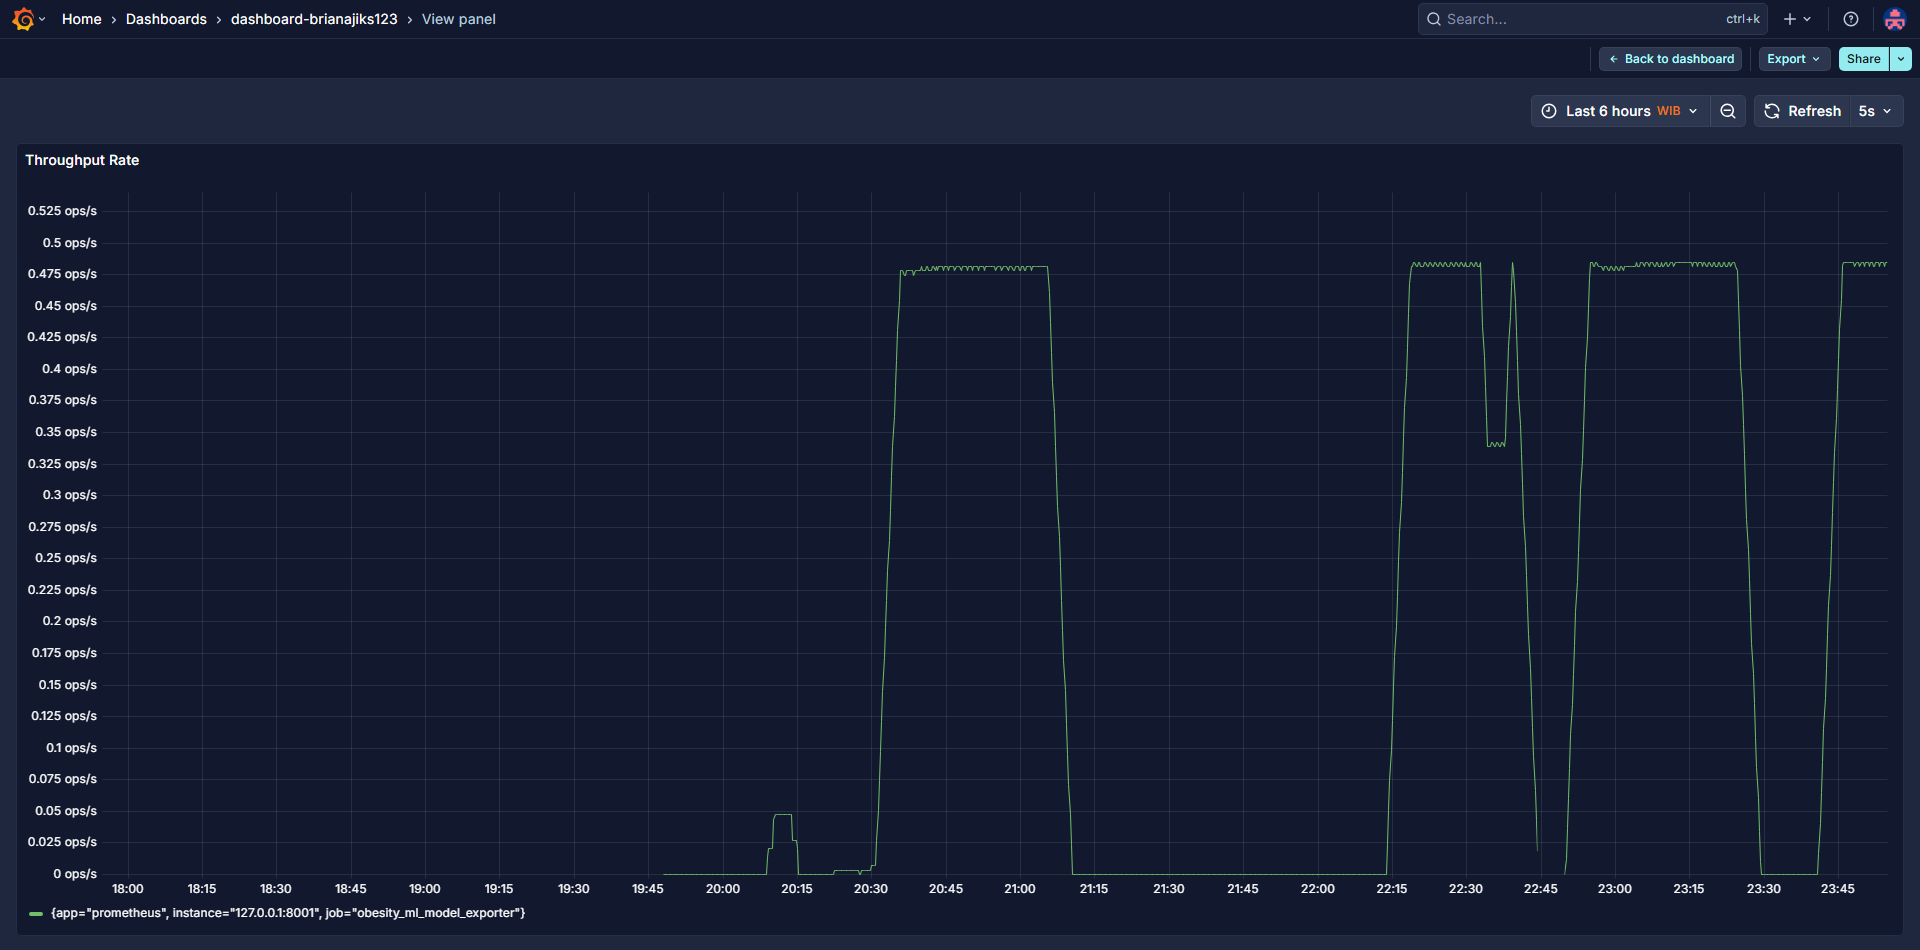 Home › Dashboards › dashboard-brianajiks123 › View panel
Search... ctrl+k
Back to dashboard Export Share
Last 6 hours WIB Refresh 5s
Throughput Rate
0.525 ops/s
0.5 ops/s
0.475 ops/s
0.45 ops/s
0.425 ops/s
0.4 ops/s
0.375 ops/s
0.35 ops/s
0.325 ops/s
0.3 ops/s
0.275 ops/s
0.25 ops/s
0.225 ops/s
0.2 ops/s
0.175 ops/s
0.15 ops/s
0.125 ops/s
0.1 ops/s
0.075 ops/s
0.05 ops/s
0.025 ops/s
0 ops/s
18:00 18:15 18:30 18:45 19:00 19:15 19:30 19:45 20:00 20:15 20:30 20:45 21:00 21:15 21:30 21:45 22:00 22:15 22:30 22:45 23:00 23:15 23:30 23:45
{app="prometheus", instance="127.0.0.1:8001", job="obesity_ml_model_exporter"}